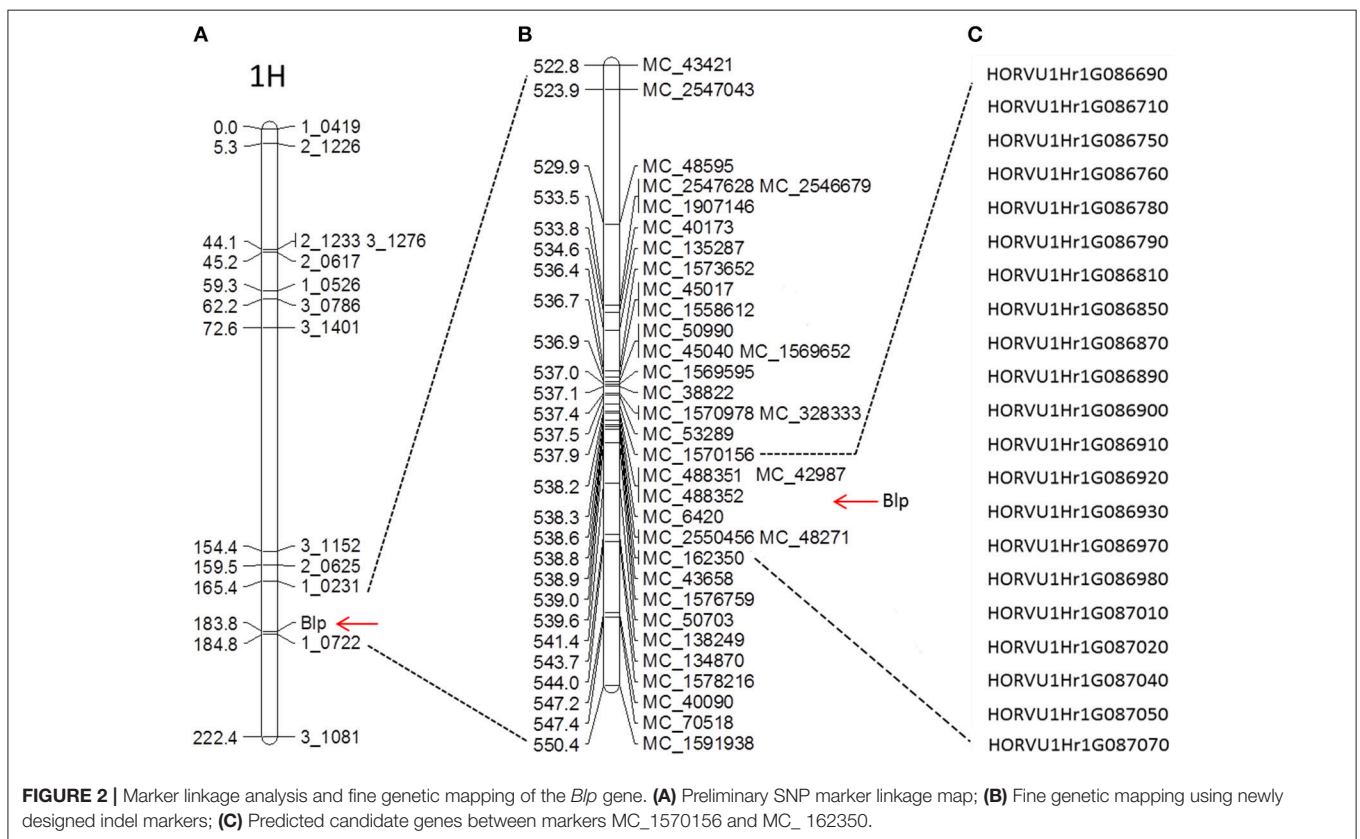 A
B
C
1H
0.0 1_0419
5.3 2_1226
44.1 2_1233 3_1276
45.2 2_0617
59.3 1_0526
62.2 3_0786
72.6 3_1401
154.4 3_1152
159.5 2_0625
165.4 1_0231
183.8 Blp
184.8 1_0722
222.4 3_1081
522.8 MC_43421
523.9 MC_2547043
529.9 MC_48595
MC_2547628 MC_2546679
533.5 MC_1907146
533.8 MC_40173
534.6 MC_135287
536.4 MC_1573652
MC_45017
536.7 MC_1558612
MC_50990
536.9 MC_45040 MC_1569652
537.0 MC_1569595
537.1 MC_38822
537.4 MC_1570978 MC_328333
537.5 MC_53289
537.9 MC_1570156
MC_488351 MC_42987
538.2 MC_488352
Blp
538.3 MC_6420
538.6 MC_2550456 MC_48271
538.8 MC_162350
538.9 MC_43658
539.0 MC_1576759
539.6 MC_50703
541.4 MC_138249
543.7 MC_134870
544.0 MC_1578216
547.2 MC_40090
547.4 MC_70518
550.4 MC_1591938
HORVU1Hr1G086690
HORVU1Hr1G086710
HORVU1Hr1G086750
HORVU1Hr1G086760
HORVU1Hr1G086780
HORVU1Hr1G086790
HORVU1Hr1G086810
HORVU1Hr1G086850
HORVU1Hr1G086870
HORVU1Hr1G086890
HORVU1Hr1G086900
HORVU1Hr1G086910
HORVU1Hr1G086920
HORVU1Hr1G086930
HORVU1Hr1G086970
HORVU1Hr1G086980
HORVU1Hr1G087010
HORVU1Hr1G087020
HORVU1Hr1G087040
HORVU1Hr1G087050
HORVU1Hr1G087070
FIGURE 2 | Marker linkage analysis and fine genetic mapping of the Blp gene. (A) Preliminary SNP marker linkage map; (B) Fine genetic mapping using newly
designed indel markers; (C) Predicted candidate genes between markers MC_1570156 and MC_ 162350.